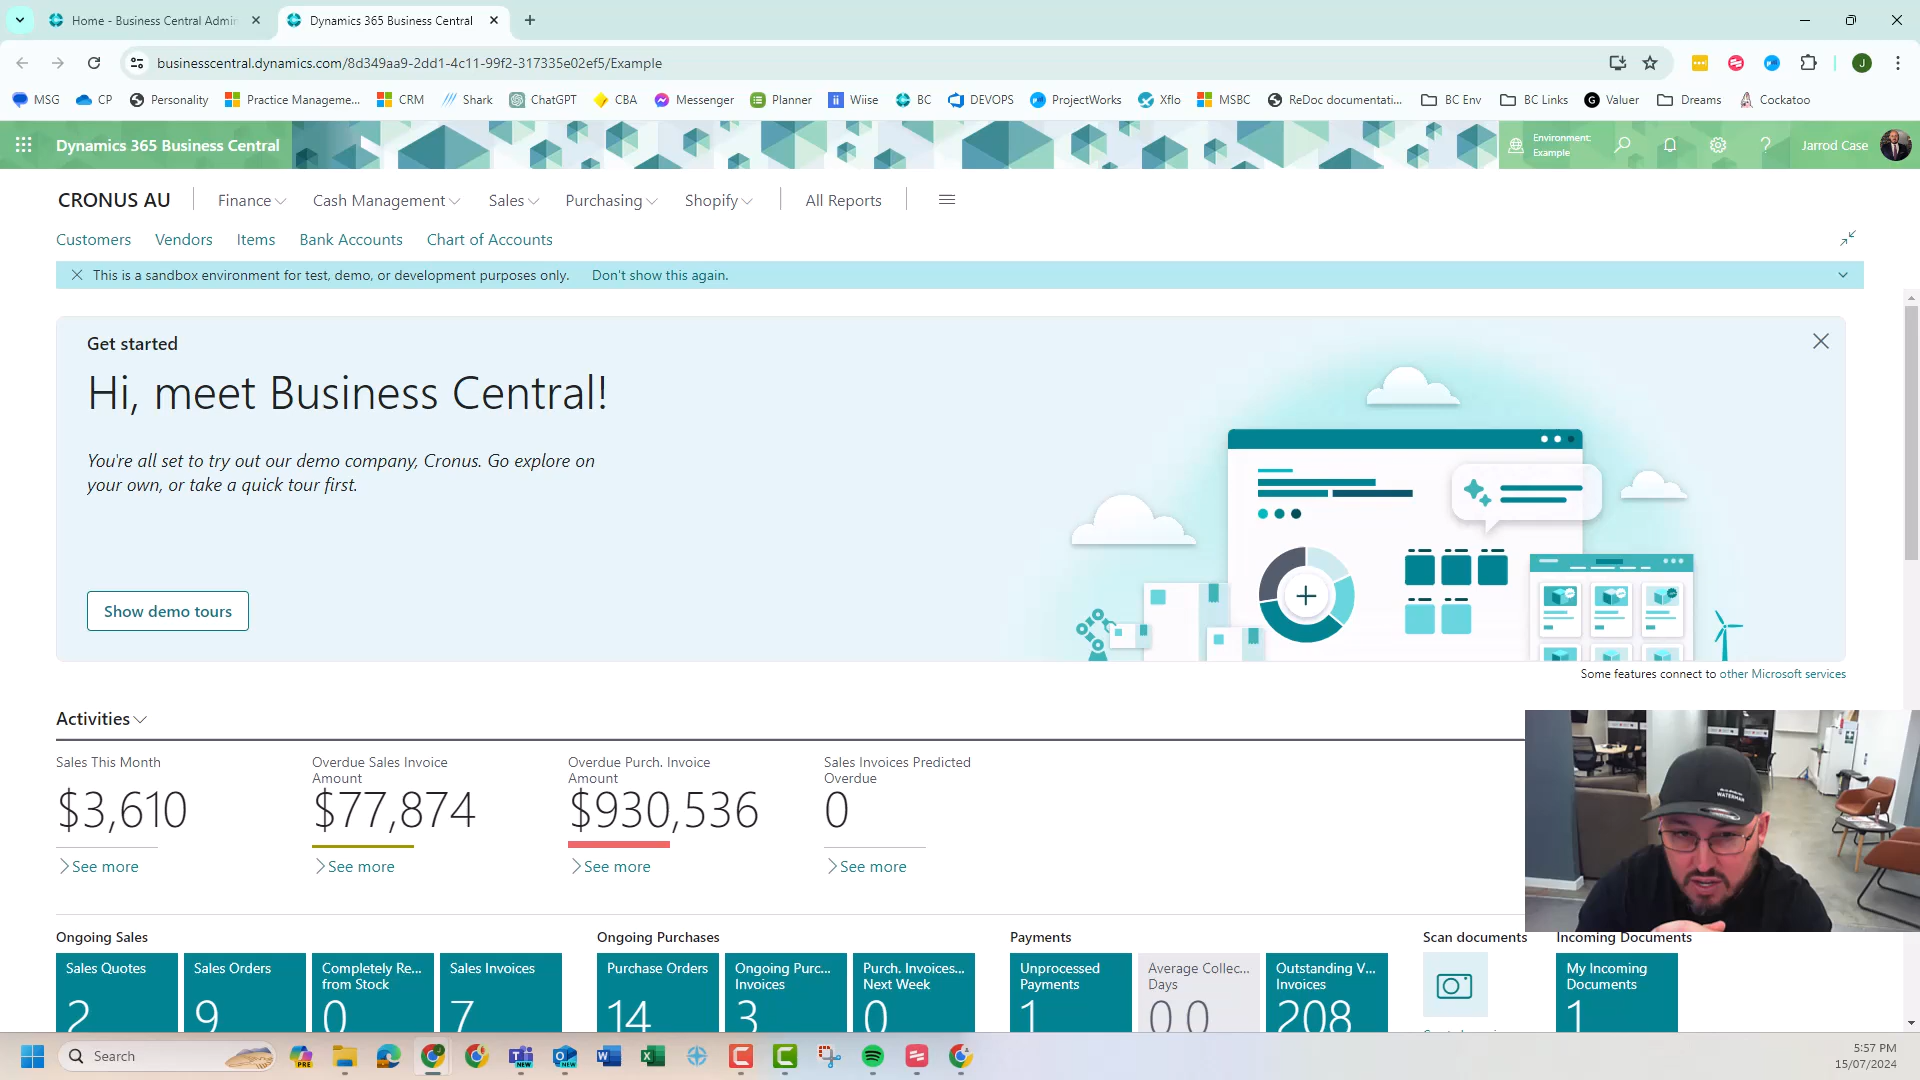 Home - Business Central Admin
Dynamics 365 Business Central
businesscentral.dynamics.com/8d349aa9-2dd1-4c11-99f2-317335e02ef5/Example
J
MSG
CP
Personality
Practice Manageme...
CRM
Shark
ChatGPT
CBA
Messenger
Planner
Wiise
BC
DEVOPS
ProjectWorks
Xflo
MSBC
ReDoc documentati...
BC Env
BC Links
Valuer
Dreams
Cockatoo
Dynamics 365 Business Central
Environment:
Example
Jarrod Case
CRONUS AU
Finance
Cash Management
Sales
Purchasing
Shopify
All Reports
Customers
Vendors
Items
Bank Accounts
Chart of Accounts
This is a sandbox environment for test, demo, or development purposes only.
Don't show this again.
Get started
Hi, meet Business Central!
You're all set to try out our demo company, Cronus. Go explore on
your own, or take a quick tour first.
Show demo tours
Some features connect to other Microsoft services
Activities
Sales This Month
$3,610
See more
Overdue Sales Invoice
Amount
$77,874
See more
Overdue Purch. Invoice
Amount
$930,536
See more
Sales Invoices Predicted
Overdue
0
See more
WATERMAN
Ongoing Sales
Sales Quotes
2
Sales Orders
9
Completely Re...
from Stock
0
Sales Invoices
7
Ongoing Purchases
Purchase Orders
14
Ongoing Purc...
Invoices
3
Purch. Invoices...
Next Week
0
Payments
Unprocessed
Payments
1
Average Collec...
Days
0.0
Outstanding V...
Invoices
208
Scan documents
Incoming Documents
My Incoming
Documents
1
Search
PRE
NEW
NEW
5:57 PM
15/07/2024